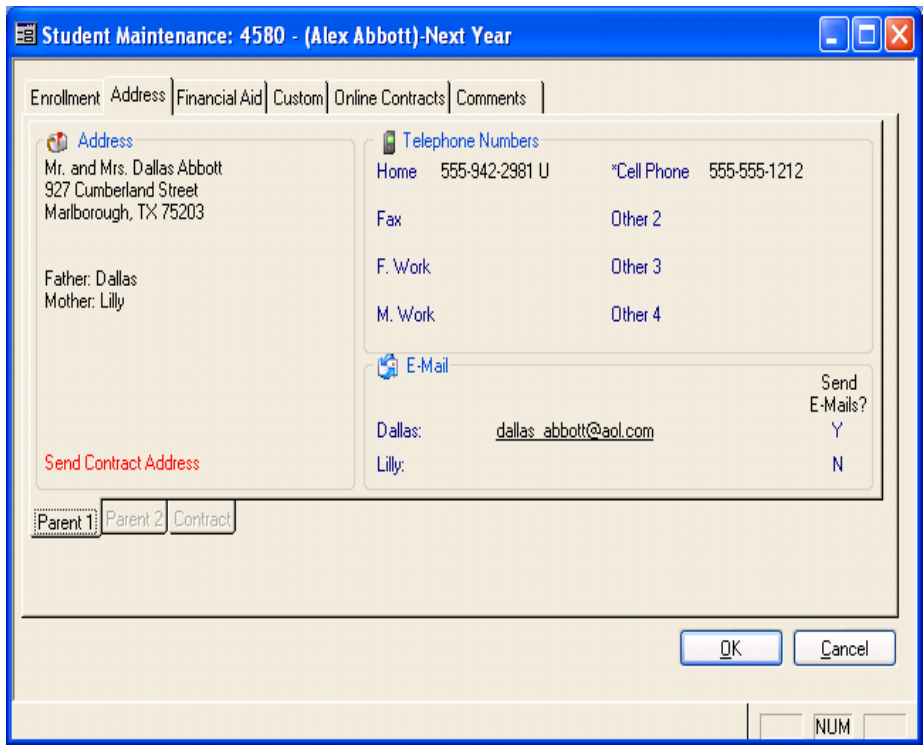 Student Maintenance: 4580 - (Alex Abbott)-Next Year
Enrollment Address Financial Aid Custom Online Contracts Comments
Address
Mr. and Mrs. Dallas Abbott
927 Cumberland Street
Marlborough, TX 75203
Father: Dallas
Mother: Lilly
Send Contract Address
Telephone Numbers
Home 555-942-2981 U *Cell Phone 555-555-1212
Fax Other 2
F. Work Other 3
M. Work Other 4
E-Mail
Send
E-Mails?
Dallas: dallas_abbott@aol.com Y
Lilly: N
Parent 1 Parent 2 Contract
OK Cancel
NUM